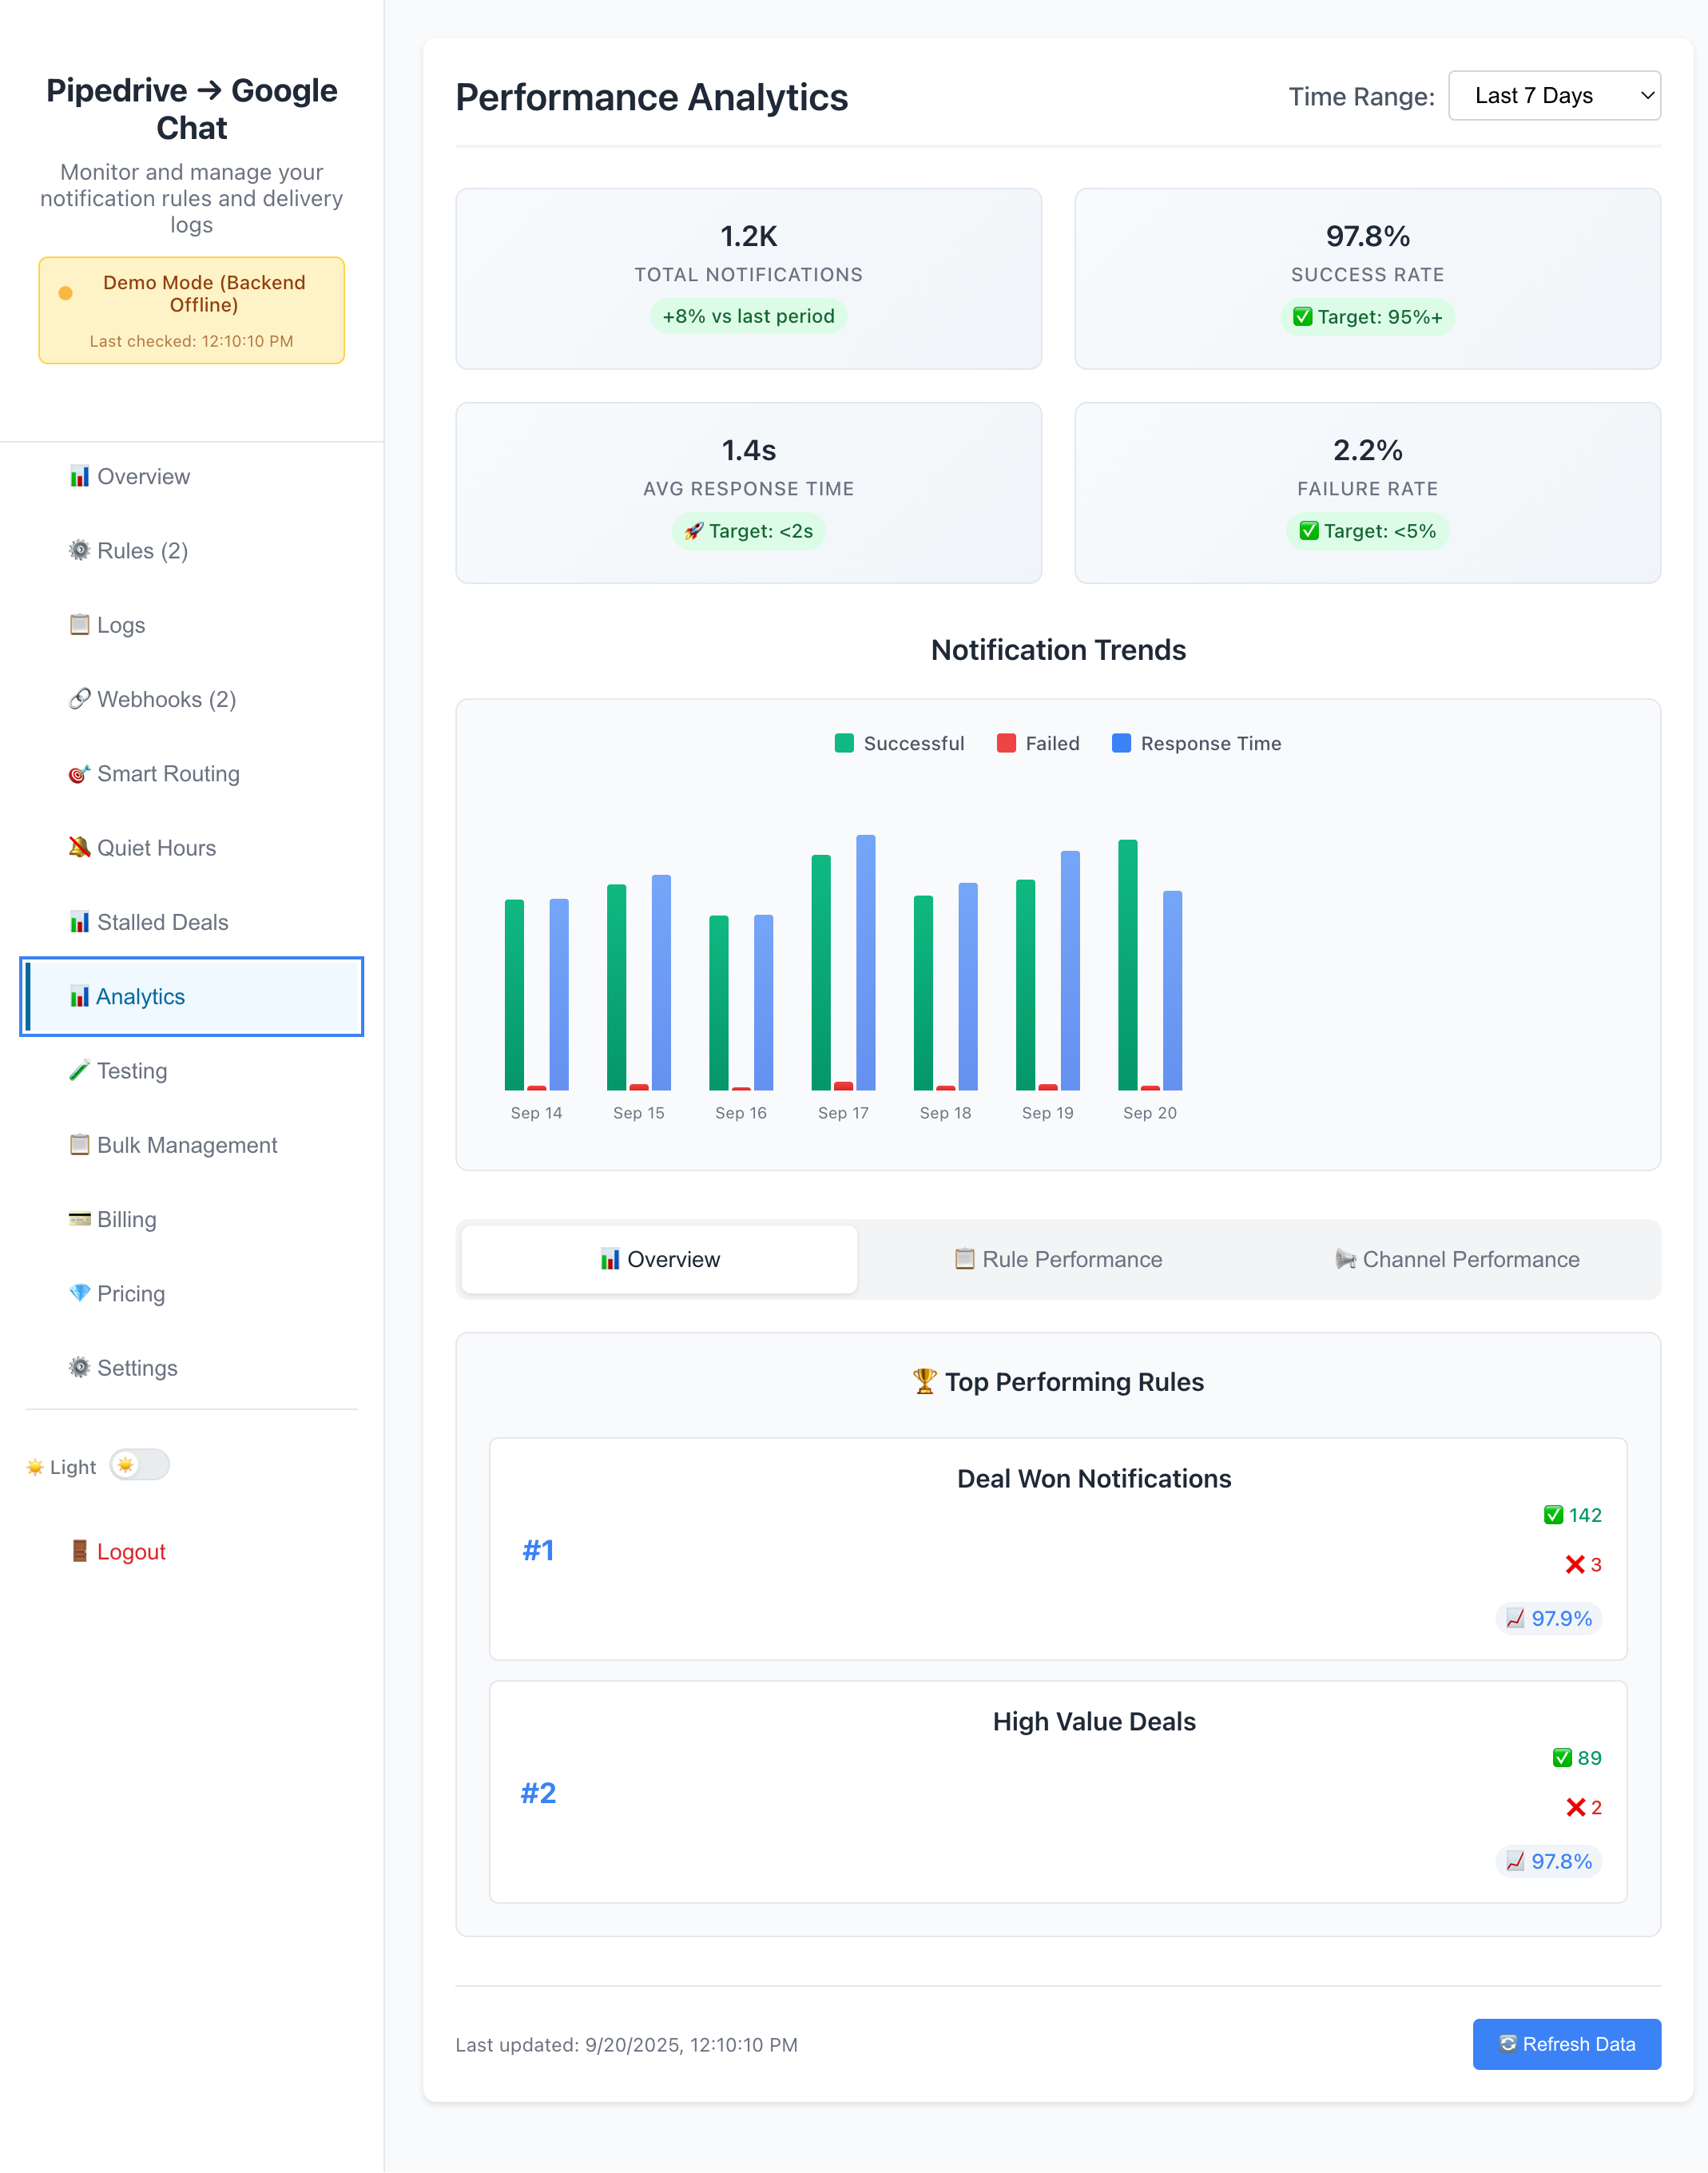 Pipedrive → Google
Chat
Monitor and manage your
notification rules and delivery
logs
Demo Mode (Backend
Offline)
Last checked: 12:10:10 PM
Overview
Rules (2)
Logs
Webhooks (2)
Smart Routing
Quiet Hours
Stalled Deals
Analytics
Testing
Bulk Management
Billing
Pricing
Settings
Light
Logout
Performance Analytics
Time Range: Last 7 Days
1.2K
TOTAL NOTIFICATIONS
+8% vs last period
97.8%
SUCCESS RATE
✅ Target: 95%+
1.4s
AVG RESPONSE TIME
🚀 Target: <2s
2.2%
FAILURE RATE
✅ Target: <5%
Notification Trends
Successful Failed Response Time
Sep 14 Sep 15 Sep 16 Sep 17 Sep 18 Sep 19 Sep 20
Overview Rule Performance Channel Performance
🏆 Top Performing Rules
Deal Won Notifications
#1
✅ 142
❌ 3
📈 97.9%
High Value Deals
#2
✅ 89
❌ 2
📈 97.8%
Last updated: 9/20/2025, 12:10:10 PM
Refresh Data